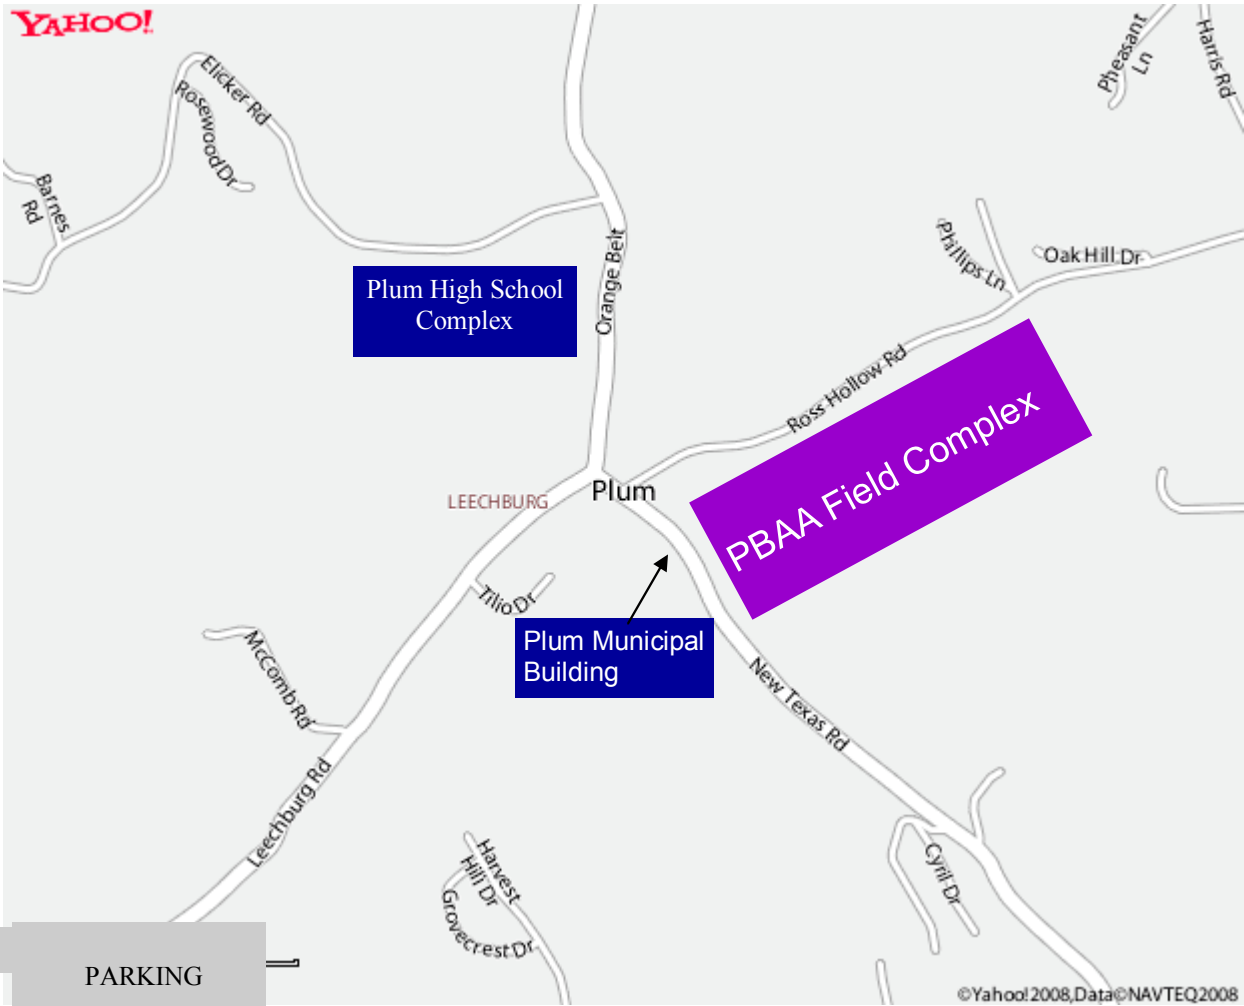 YAHOO!
Pheasant
Ln
Harris Rd
Elicker Rd
Rosewood Dr
Barnes
Rd
Orange Belt
Phillips Ln
Oak Hill Dr
Plum High School
Complex
Ross Hollow Rd
PBAA Field Complex
LEECHBURG
Plum
Tilio Dr
Plum Municipal
Building
McComb Rd
New Texas Rd
Leechburg Rd
Harvest
Hill Dr
Grovecrest Dr
Cyril Dr
PARKING
©Yahoo!2008,Data©NAVTEQ2008